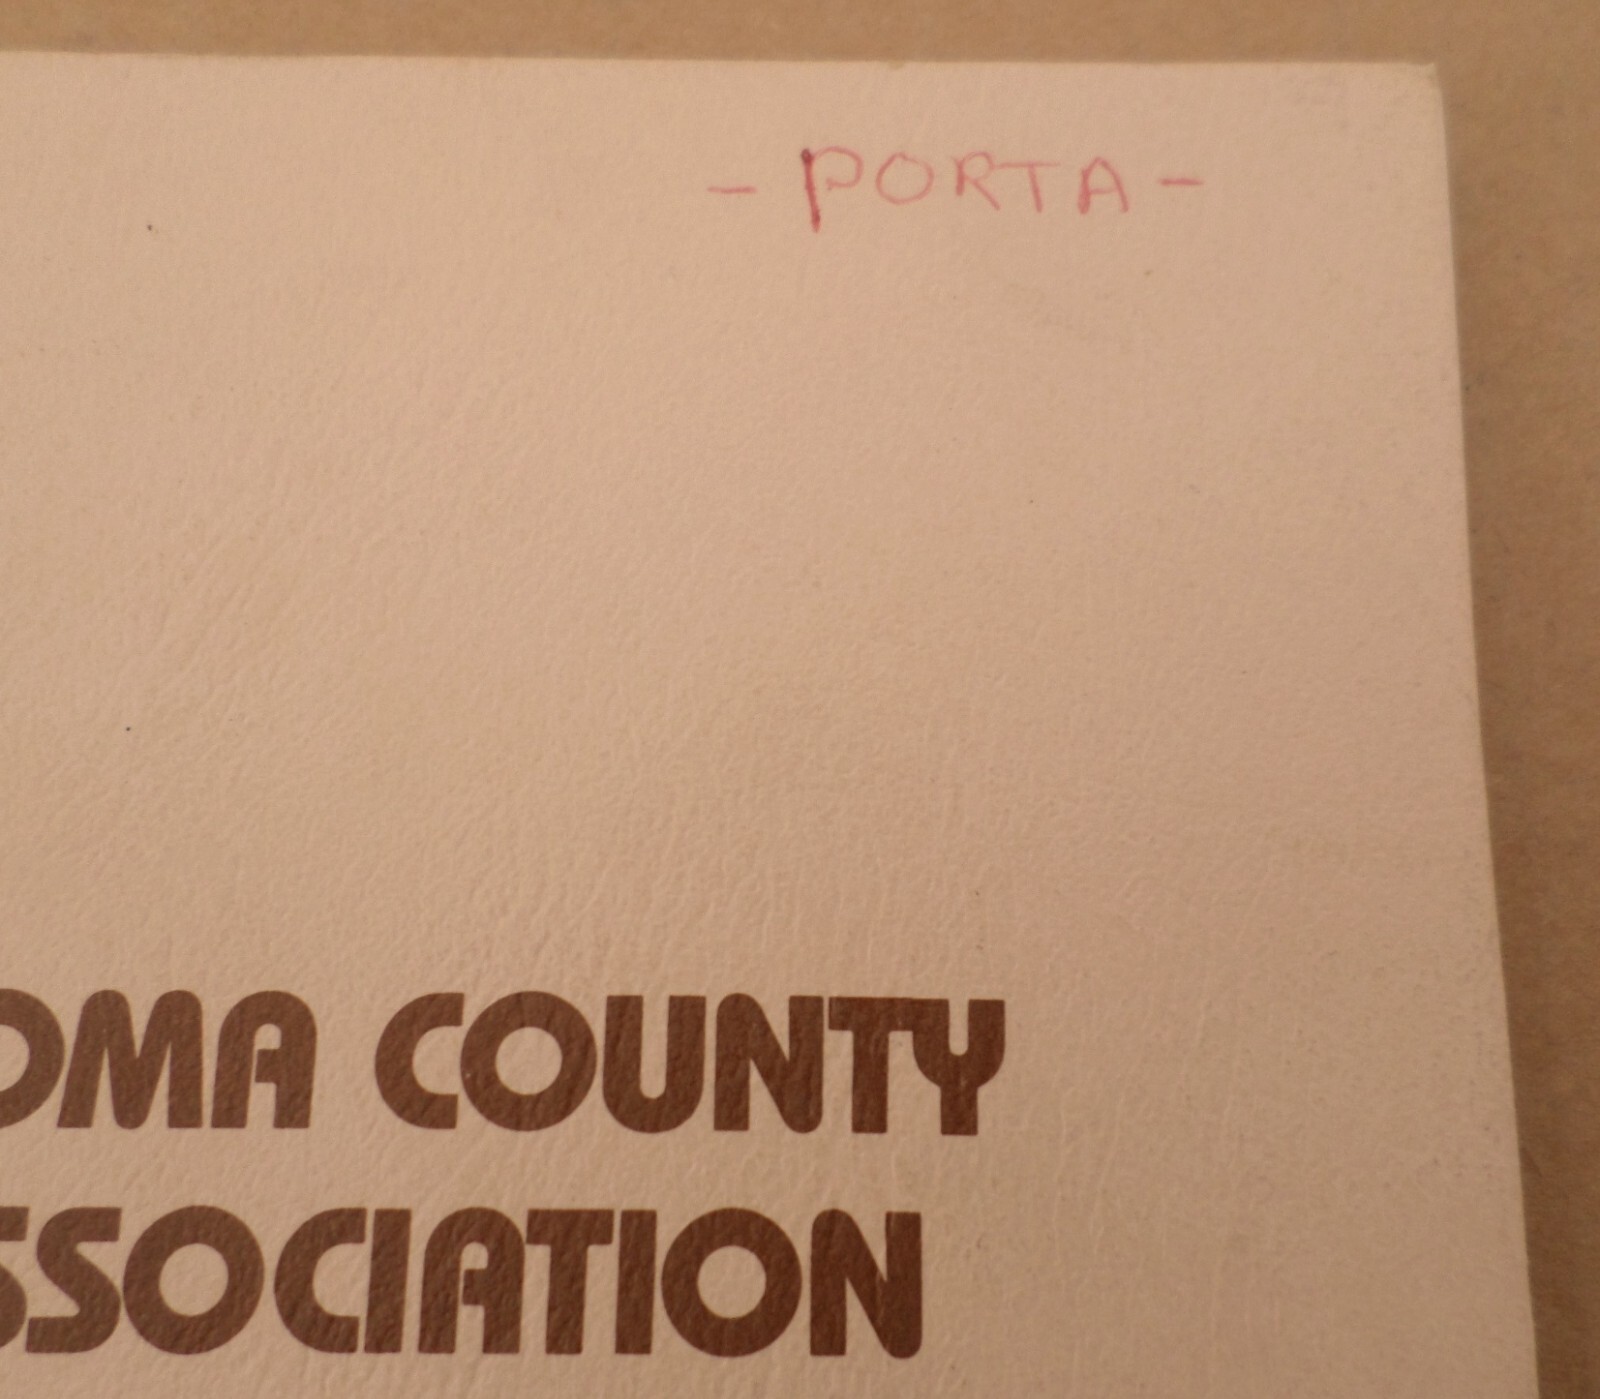 - PORTA -
OMA COUNTY
SSOCIATION